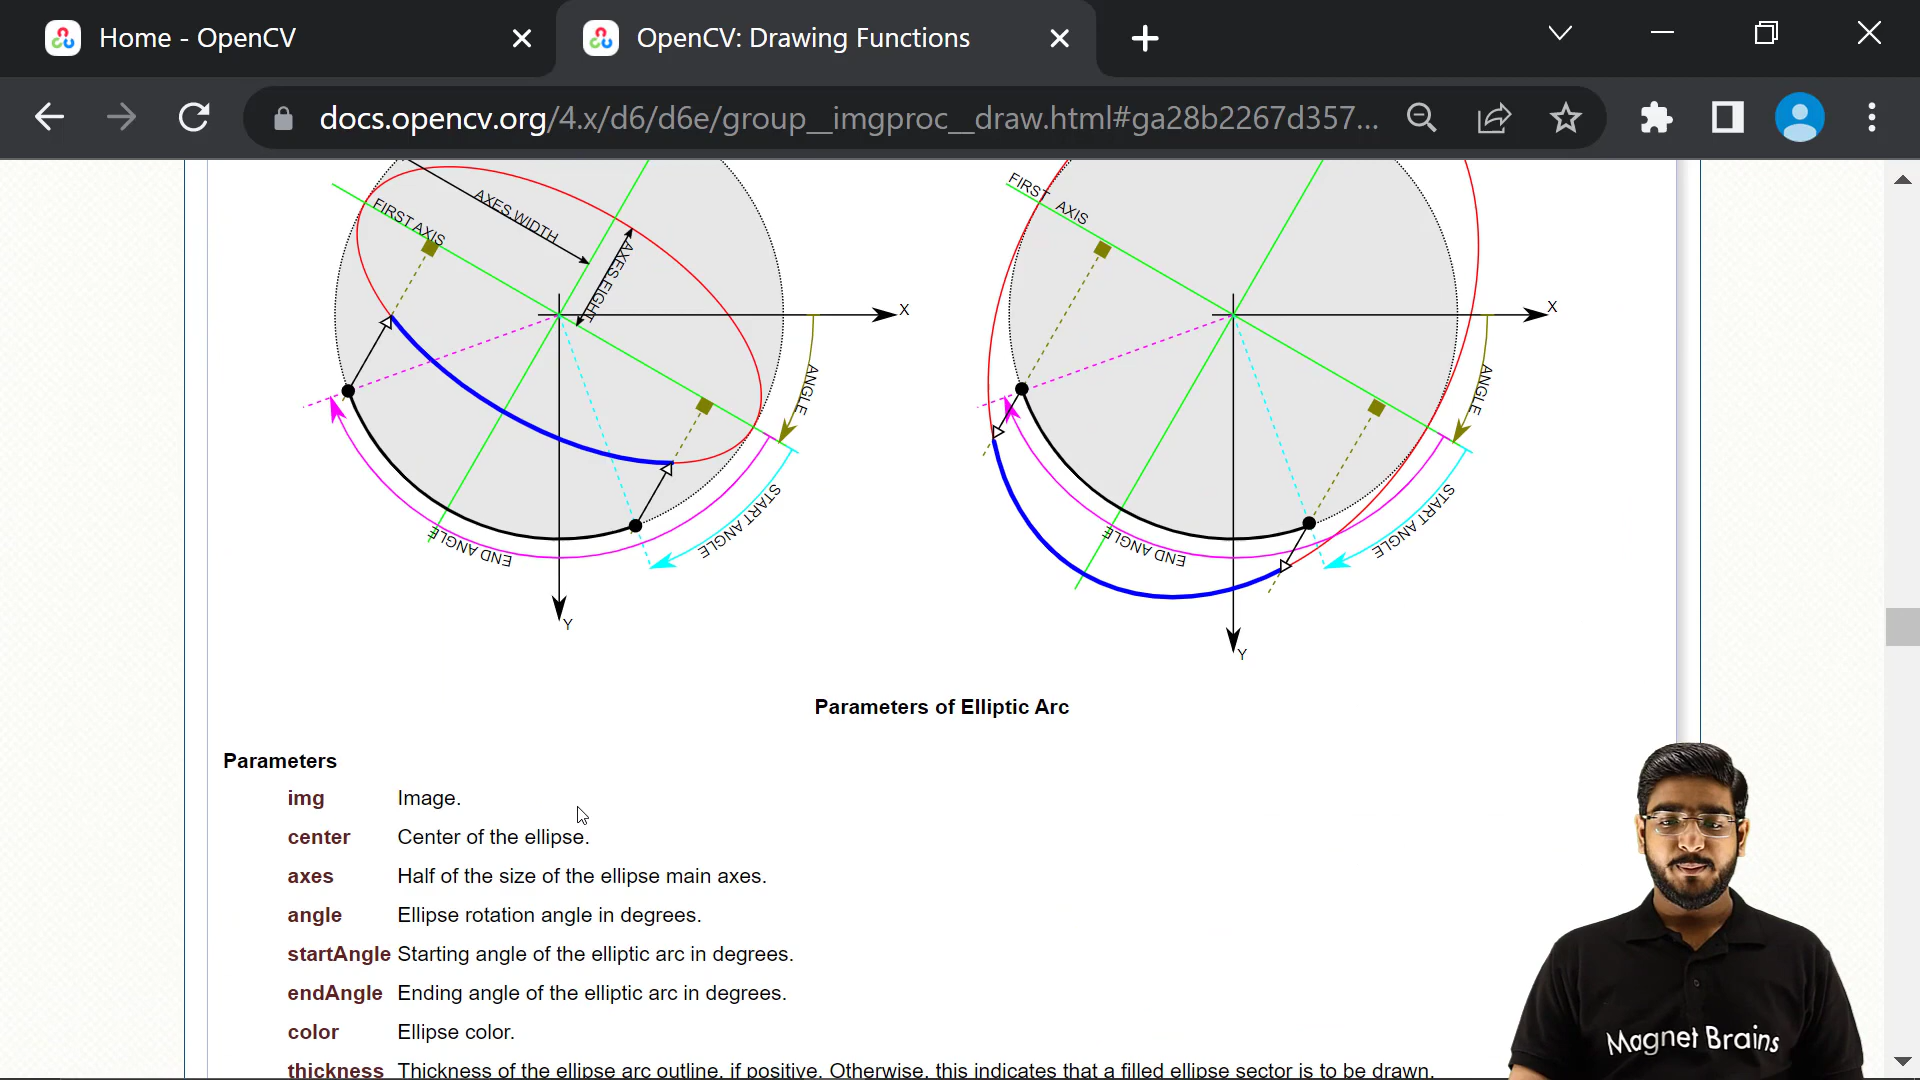 Home - OpenCV
OpenCV: Drawing Functions
docs.opencv.org/4.x/d6/d6e/group__imgproc__draw.html#ga28b2267d357...
FIRST AXIS
AXES WIDTH
AXES EIGHT
X
ANGLE
START ANGLE
END ANGLE
Y
FIRST AXIS
X
ANGLE
START ANGLE
END ANGLE
Y
Parameters of Elliptic Arc
Parameters
img Image.
center Center of the ellipse.
axes Half of the size of the ellipse main axes.
angle Ellipse rotation angle in degrees.
startAngle Starting angle of the elliptic arc in degrees.
endAngle Ending angle of the elliptic arc in degrees.
color Ellipse color.
thickness Thickness of the ellipse arc outline, if positive. Otherwise, this indicates that a filled ellipse sector is to be drawn.
Magnet Brains